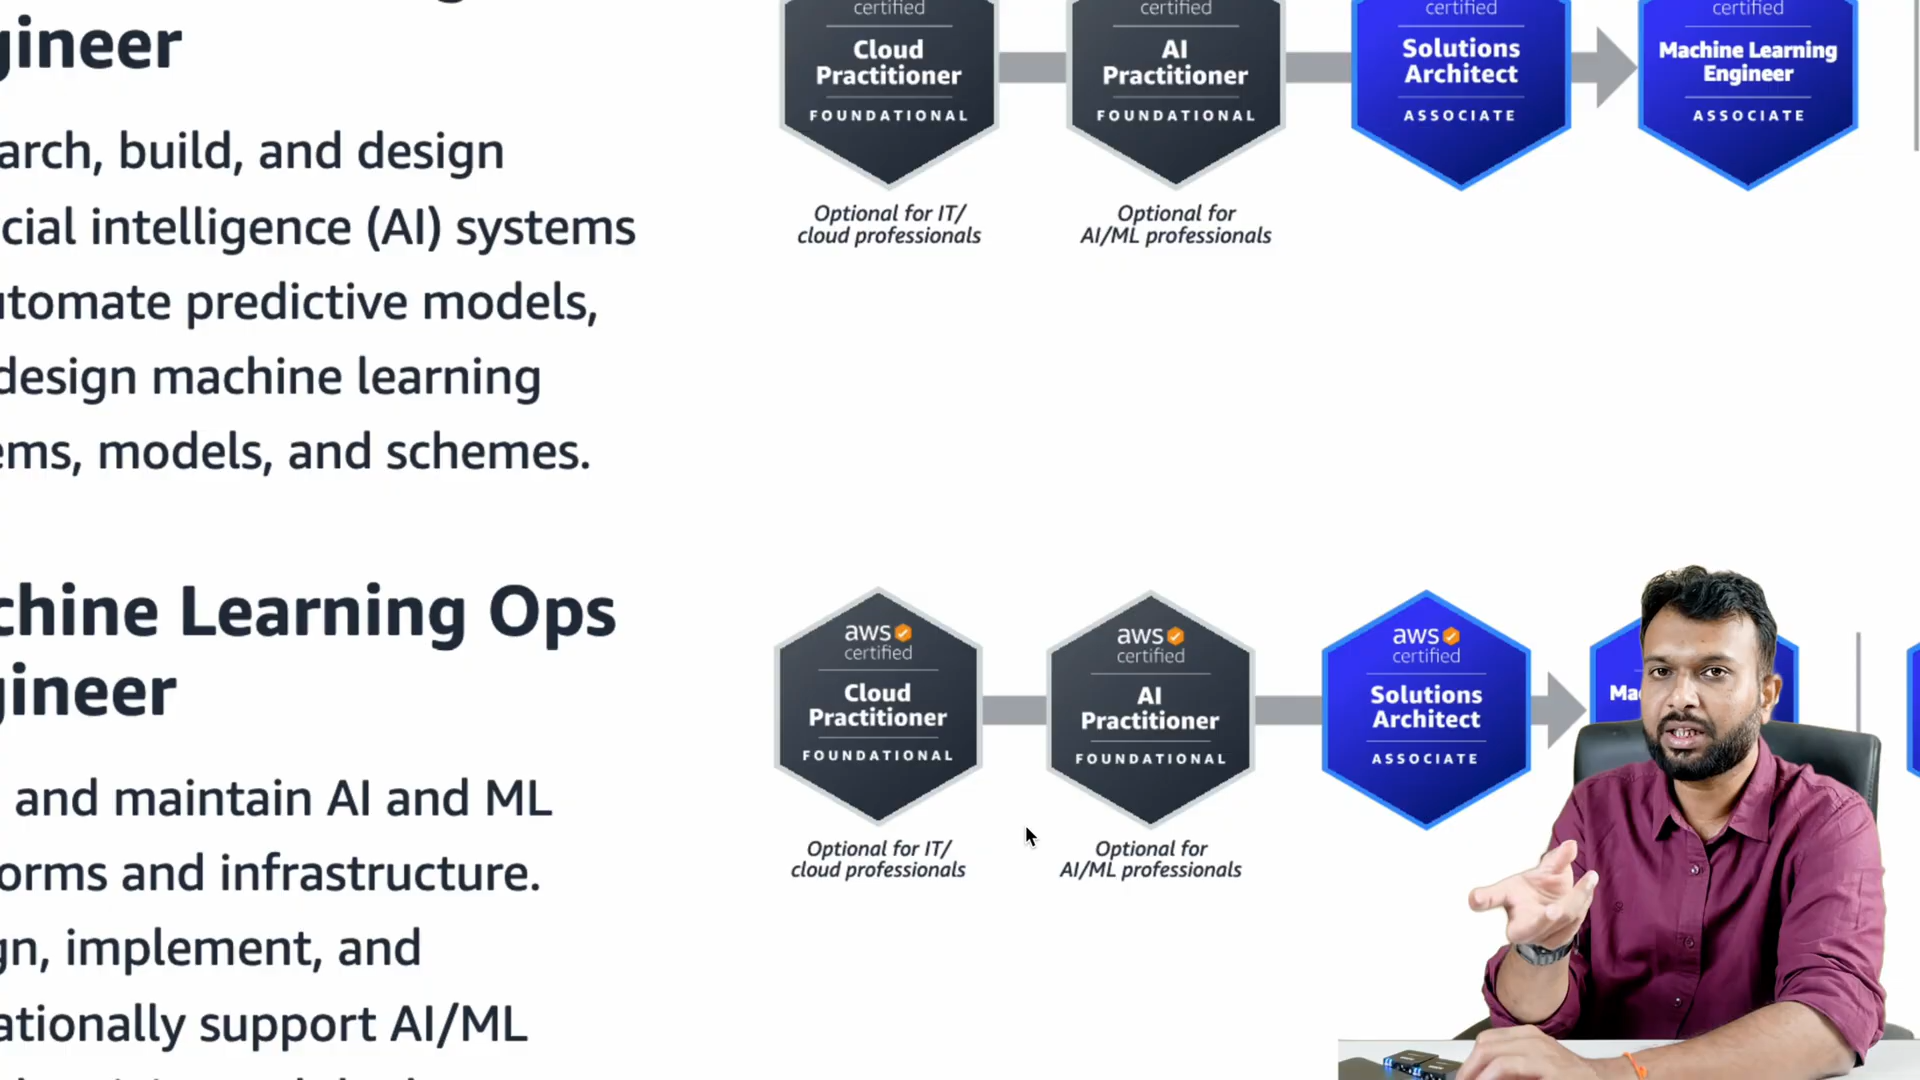 gineer
arch, build, and design
cial intelligence (AI) systems
utomate predictive models,
design machine learning
ems, models, and schemes.
certified
Cloud
Practitioner
FOUNDATIONAL
Optional for IT/
cloud professionals
certified
AI
Practitioner
FOUNDATIONAL
Optional for
AI/ML professionals
certified
Solutions
Architect
ASSOCIATE
certified
Machine Learning
Engineer
ASSOCIATE
chine Learning Ops
gineer
and maintain AI and ML
orms and infrastructure.
gn, implement, and
ationally support AI/ML
aws
certified
Cloud
Practitioner
FOUNDATIONAL
Optional for IT/
cloud professionals
aws
certified
AI
Practitioner
FOUNDATIONAL
Optional for
AI/ML professionals
aws
certified
Solutions
Architect
ASSOCIATE
Ma